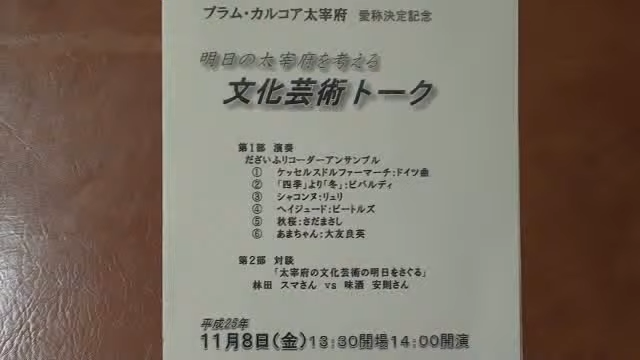 プラム・カルコア太宰府 愛称決定記念
明日の太宰府を考える
文化芸術トーク
第1部 演奏
だざいふリコーダーアンサンブル
① ケッセルスドルファーマーチ:ドイツ曲
② 「四季」より「冬」:ビバルディ
③ シャコンヌ:リュリ
④ ヘイジュード:ビートルズ
⑤ 秋桜:さだまさし
⑥ あまちゃん:大友良英
第2部 対談
「太宰府の文化芸術の明日をさぐる」
林田 スマさん vs 味酒 安則さん
平成25年
11月8日(金)13:30開場14:00開演